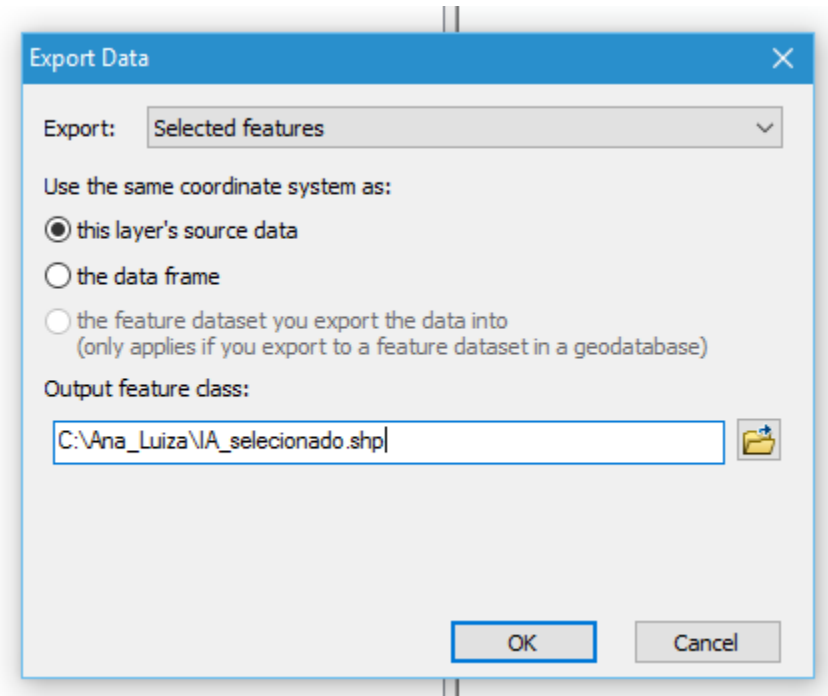 Export Data
Export: Selected features
Use the same coordinate system as:
this layer's source data
the data frame
the feature dataset you export the data into
(only applies if you export to a feature dataset in a geodatabase)
Output feature class:
C:\Ana_Luiza\IA_selecionado.shp
OK Cancel